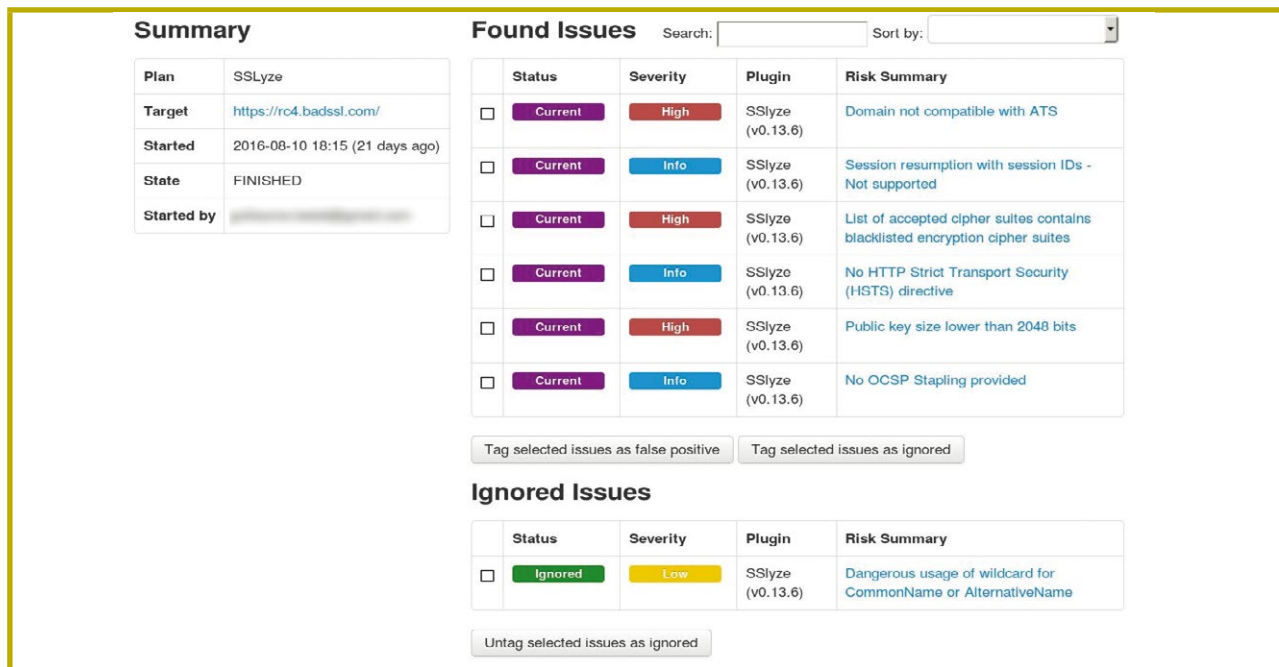 Summary
Plan SSLyze
Target https://rc4.badssl.com/
Started 2016-08-10 18:15 (21 days ago)
State FINISHED
Started by
Found Issues Search: Sort by:
Status Severity Plugin Risk Summary
Current High SSlyze Domain not compatible with ATS
(v0.13.6)
Current Info SSlyze Session resumption with session IDs -
(v0.13.6) Not supported
Current High SSlyze List of accepted cipher suites contains
(v0.13.6) blacklisted encryption cipher suites
Current Info SSlyze No HTTP Strict Transport Security
(v0.13.6) (HSTS) directive
Current High SSlyze Public key size lower than 2048 bits
(v0.13.6)
Current Info SSlyze No OCSP Stapling provided
(v0.13.6)
Tag selected issues as false positive Tag selected issues as ignored
Ignored Issues
Status Severity Plugin Risk Summary
Ignored Low SSlyze Dangerous usage of wildcard for
(v0.13.6) CommonName or AlternativeName
Untag selected issues as ignored